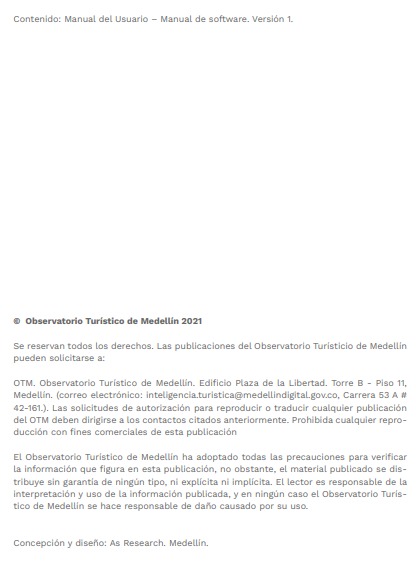 Contenido: Manual del Usuario – Manual de software. Versión 1.
© Observatorio Turístico de Medellín 2021
Se reservan todos los derechos. Las publicaciones del Observatorio Turísticio de Medellín
pueden solicitarse a:
OTM. Observatorio Turístico de Medellín. Edificio Plaza de la Libertad. Torre B - Piso 11,
Medellín. (correo electrónico: inteligencia.turistica@medellindigital.gov.co, Carrera 53 A #
42-161.). Las solicitudes de autorización para reproducir o traducir cualquier publicación
del OTM deben dirigirse a los contactos citados anteriormente. Prohibida cualquier repro-
ducción con fines comerciales de esta publicación
El Observatorio Turístico de Medellín ha adoptado todas las precauciones para verificar
la información que figura en esta publicación, no obstante, el material publicado se dis-
tribuye sin garantía de ningún tipo, ni explícita ni implícita. El lector es responsable de la
interpretación y uso de la información publicada, y en ningún caso el Observatorio Turís-
tico de Medellín se hace responsable de daño causado por su uso.
Concepción y diseño: As Research. Medellín.